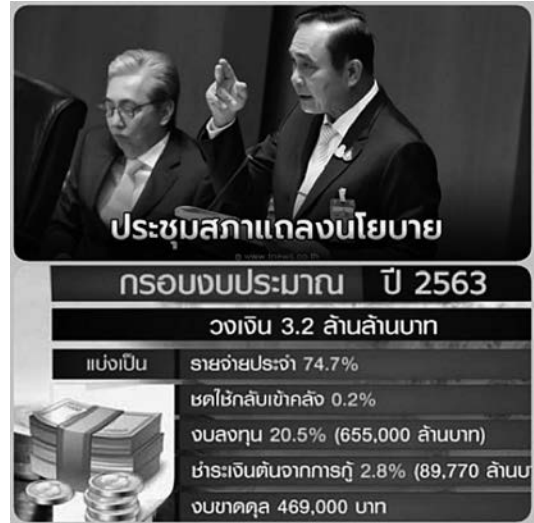 ประชุมสภาแถลงนโยบาย
© www.tnews.co.th
กรอบงบประมาณ ปี 2563
วงเงิน 3.2 ล้านล้านบาท
แบ่งเป็น
รายจ่ายประจำ 74.7%
ชดใช้กลับเข้าคลัง 0.2%
งบลงทุน 20.5% (655,000 ล้านบาท)
ชำระเงินต้นจากการกู้ 2.8% (89,770 ล้านบ
งบขาดดุล 469,000 บาท